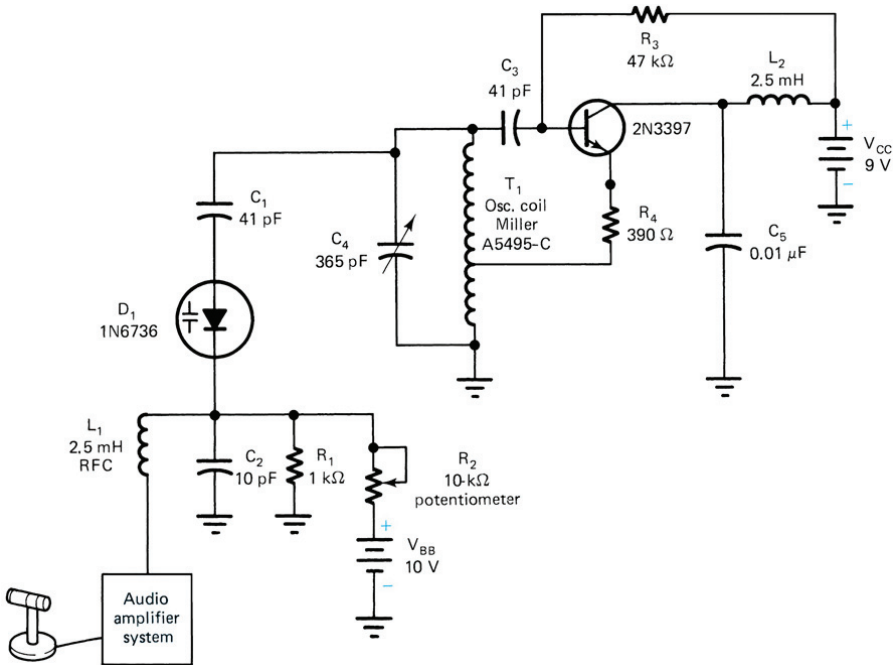 R3
47 kΩ
L2
2.5 mH
C3
41 pF
2N3397
+
VCC
9 V
−
T1
Osc. coil
Miller
A5495-C
C1
41 pF
R4
390 Ω
C4
365 pF
C5
0.01 μF
D1
1N6736
L1
2.5 mH
RFC
C2
10 pF
R1
1 kΩ
R2
10-kΩ
potentiometer
+
VBB
10 V
−
Audio
amplifier
system